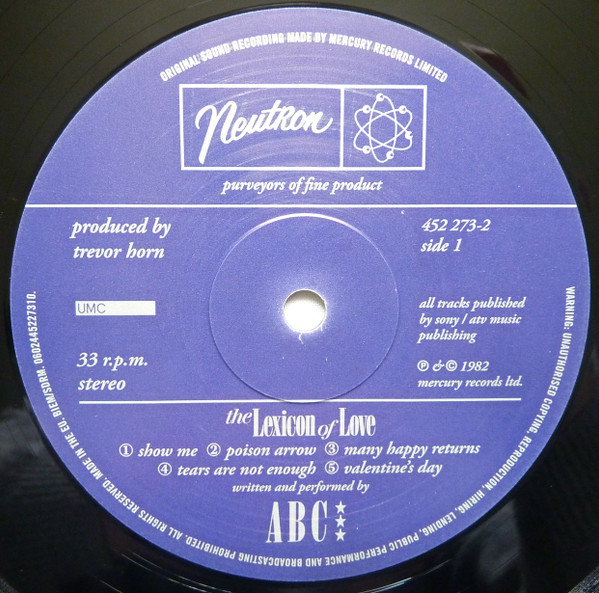 ORIGINAL SOUND RECORDING MADE BY MERCURY RECORDS LIMITED
Neutron
purveyors of fine product
produced by
trevor horn
452 273-2
side 1
UMC
all tracks published
by sony / atv music
publishing
33 r.p.m.
stereo
℗ & © 1982
mercury records ltd.
the Lexicon of Love
① show me ② poison arrow ③ many happy returns
④ tears are not enough ⑤ valentine's day
written and performed by
ABC
WARNING: UNAUTHORISED COPYING, REPRODUCTION, HIRING, LENDING, PUBLIC PERFORMANCE AND BROADCASTING PROHIBITED. ALL RIGHTS RESERVED. MADE IN THE EU. BIEM/SDRM. 0602445227310.